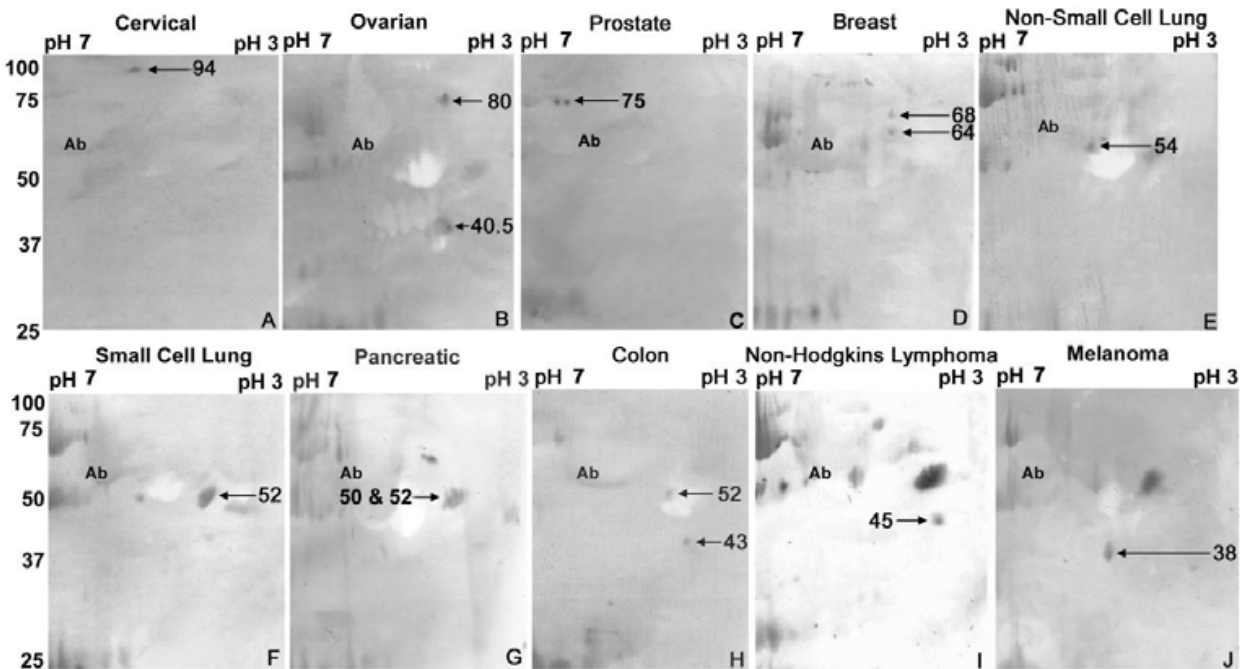 Cervical Ovarian Prostate Breast Non-Small Cell Lung
pH 7 pH 3 pH 7 pH 3 pH 7 pH 3 pH 7 pH 3 pH 7 pH 3
100 94
75 80 75 68
Ab Ab Ab Ab 64 Ab 54
50
37 40.5
25 A B C D E
Small Cell Lung Pancreatic Colon Non-Hodgkins Lymphoma Melanoma
pH 7 pH 3 pH 7 pH 3 pH 7 pH 3 pH 7 pH 3 pH 7 pH 3
100
75
Ab Ab Ab Ab Ab
50 52 50 & 52 52
45
37 43 38
25 F G H I J